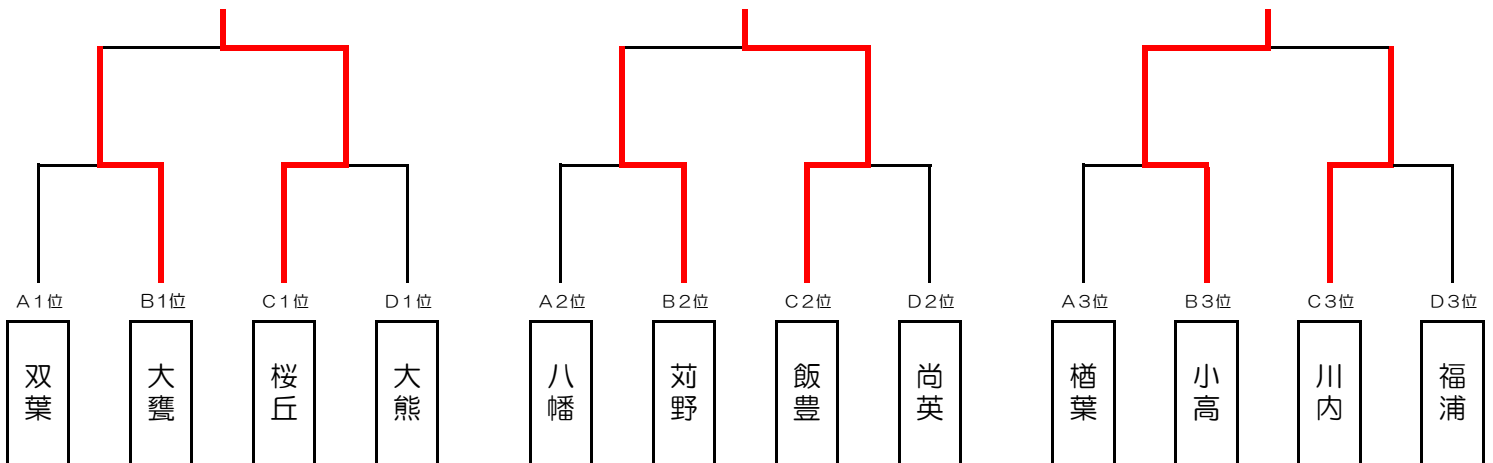 A1位 B1位 C1位 D1位 A2位 B2位 C2位 D2位 A3位 B3位 C3位 D3位
双葉
大甕
桜丘
大熊
八幡
苅野
飯豊
尚英
楢葉
小高
川内
福浦